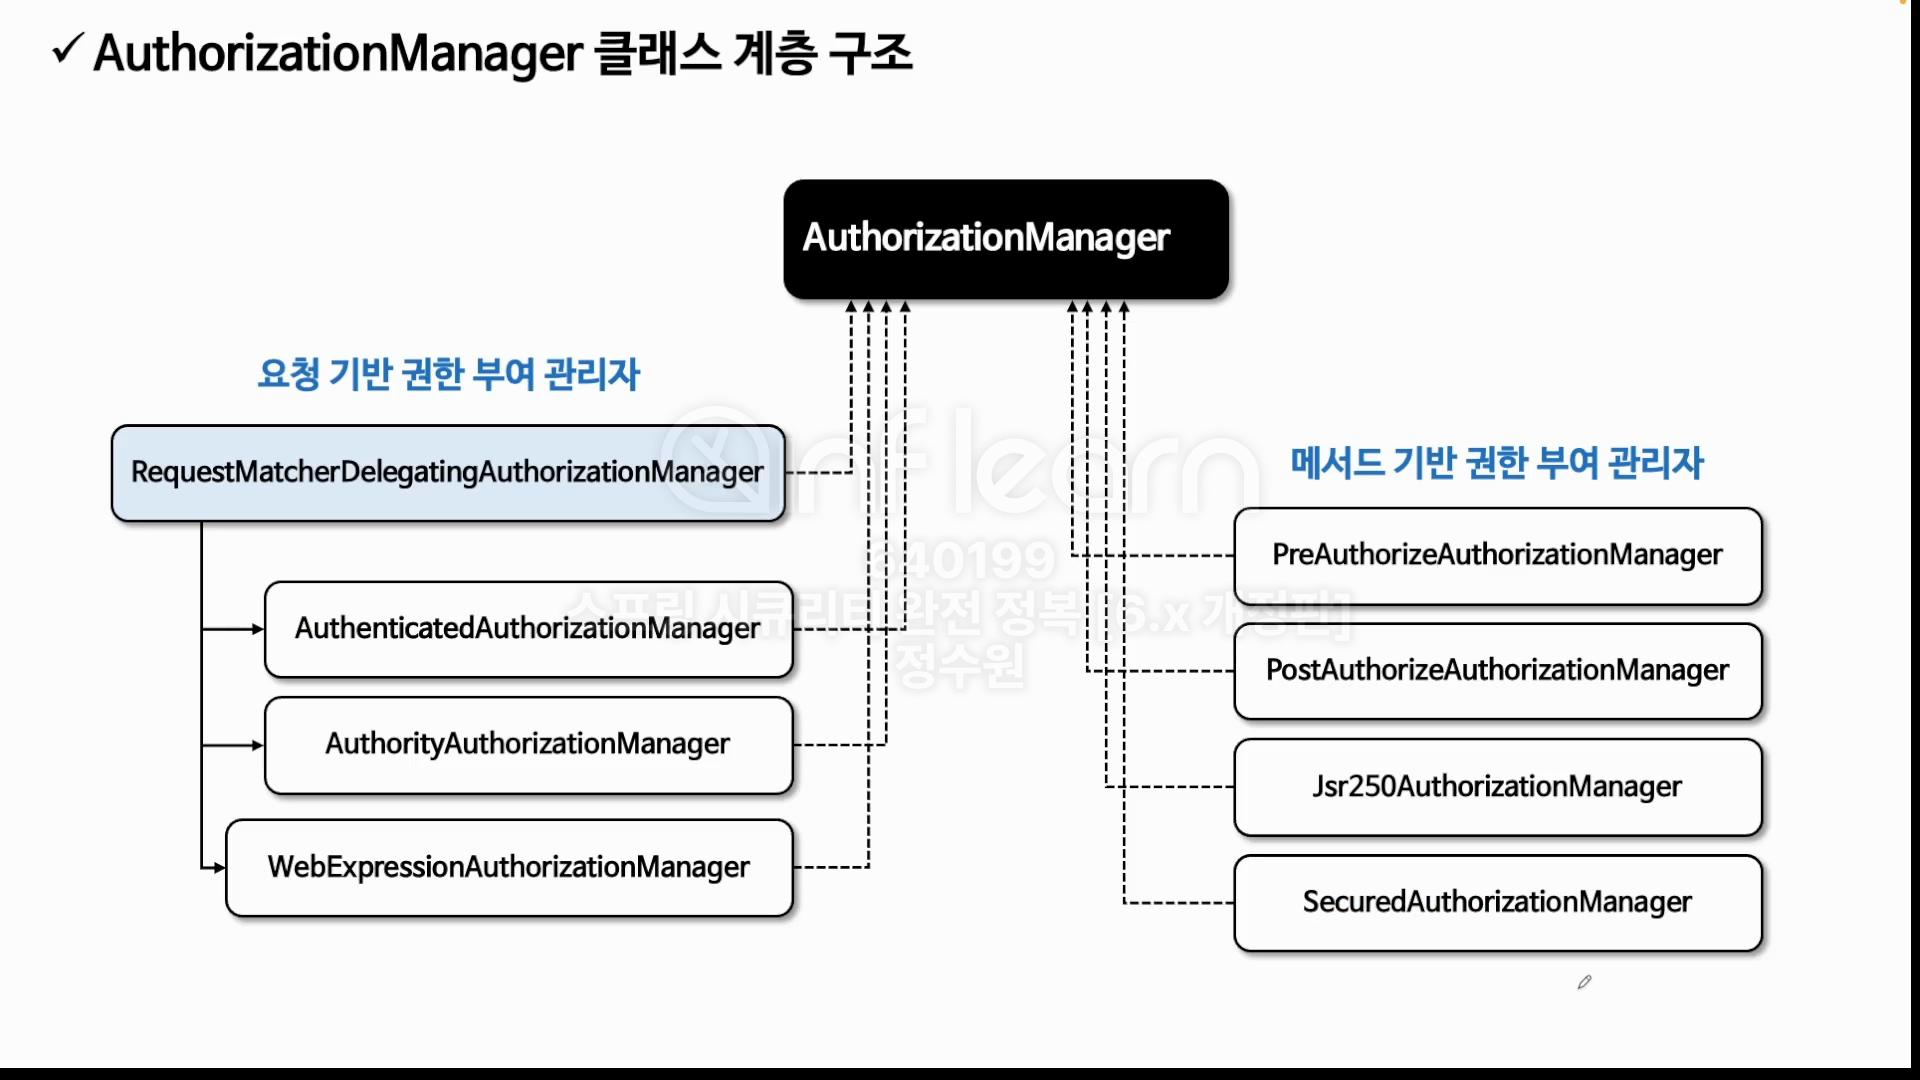 ✓ AuthorizationManager 클래스 계층 구조
AuthorizationManager
요청 기반 권한 부여 관리자
RequestMatcherDelegatingAuthorizationManager
AuthenticatedAuthorizationManager
AuthorityAuthorizationManager
WebExpressionAuthorizationManager
메서드 기반 권한 부여 관리자
PreAuthorizeAuthorizationManager
PostAuthorizeAuthorizationManager
Jsr250AuthorizationManager
SecuredAuthorizationManager
inflearn
640199
스프링 시큐리티 완전 정복 [6.x 개정판]
정수원